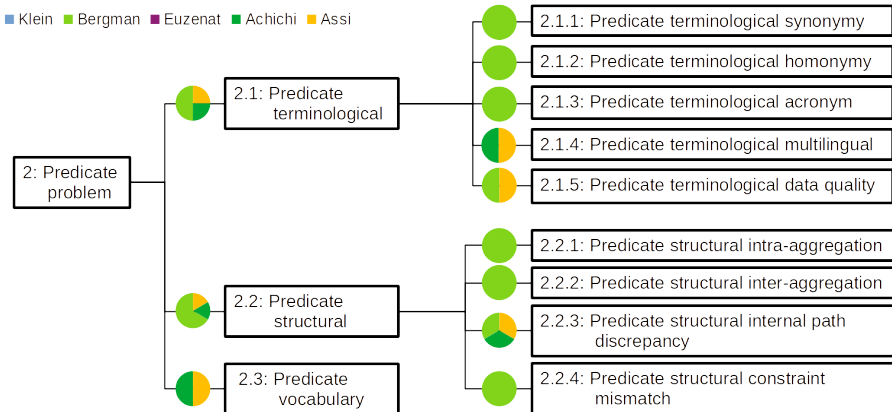 Klein Bergman Euzenat Achichi Assi
2.1.1: Predicate terminological synonymy
2.1.2: Predicate terminological homonymy
2.1: Predicate
terminological
2.1.3: Predicate terminological acronym
2.1.4: Predicate terminological multilingual
2: Predicate
problem
2.1.5: Predicate terminological data quality
2.2.1: Predicate structural intra-aggregation
2.2.2: Predicate structural inter-aggregation
2.2: Predicate
structural
2.2.3: Predicate structural internal path
discrepancy
2.3: Predicate
vocabulary
2.2.4: Predicate structural constraint
mismatch